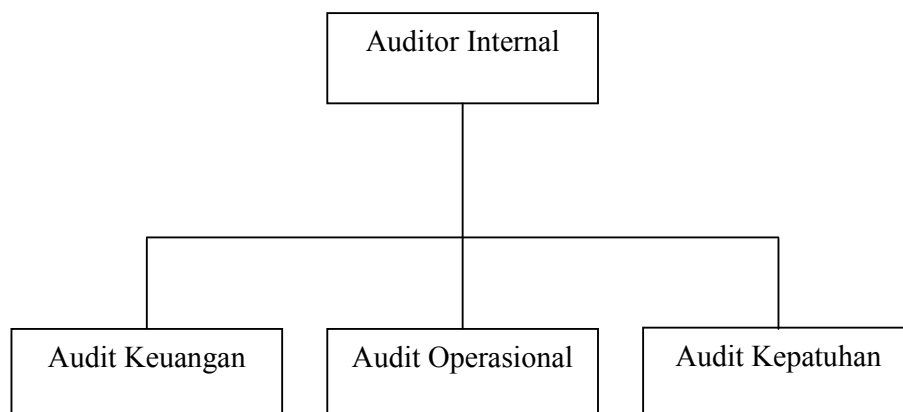 Auditor Internal
Audit Keuangan
Audit Operasional
Audit Kepatuhan